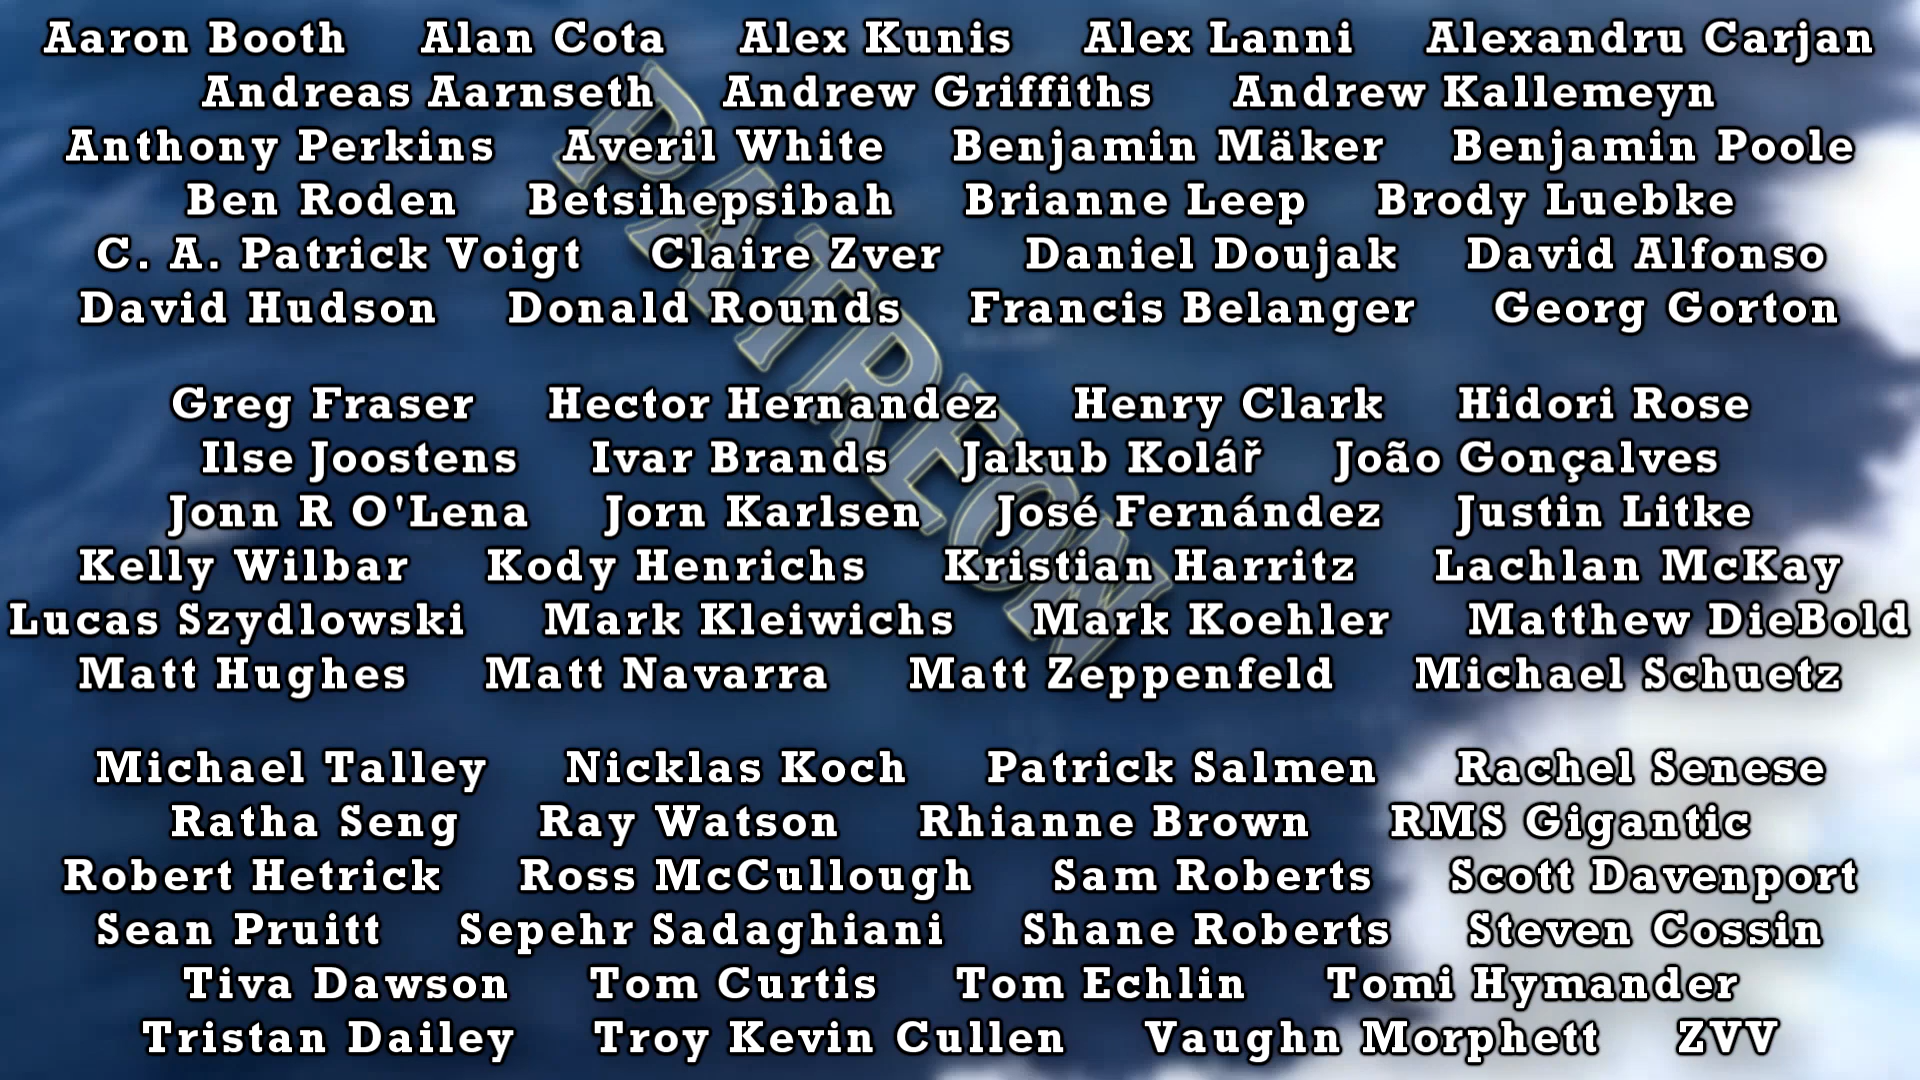 Aaron Booth Alan Cota Alex Kunis Alex Lanni Alexandru Carjan
Andreas Aarnseth Andrew Griffiths Andrew Kallemeyn
Anthony Perkins Averil White Benjamin Mäker Benjamin Poole
Ben Roden Betsihepsibah Brianne Leep Brody Luebke
C. A. Patrick Voigt Claire Zver Daniel Doujak David Alfonso
David Hudson Donald Rounds Francis Belanger Georg Gorton
Greg Fraser Hector Hernandez Henry Clark Hidori Rose
Ilse Joostens Ivar Brands Jakub Kolář João Gonçalves
Jonn R O'Lena Jorn Karlsen José Fernández Justin Litke
Kelly Wilbar Kody Henrichs Kristian Harritz Lachlan McKay
Lucas Szydlowski Mark Kleiwichs Mark Koehler Matthew DieBold
Matt Hughes Matt Navarra Matt Zeppenfeld Michael Schuetz
Michael Talley Nicklas Koch Patrick Salmen Rachel Senese
Ratha Seng Ray Watson Rhianne Brown RMS Gigantic
Robert Hetrick Ross McCullough Sam Roberts Scott Davenport
Sean Pruitt Sepehr Sadaghiani Shane Roberts Steven Cossin
Tiva Dawson Tom Curtis Tom Echlin Tomi Hymander
Tristan Dailey Troy Kevin Cullen Vaughn Morphett ZVV
PATREON